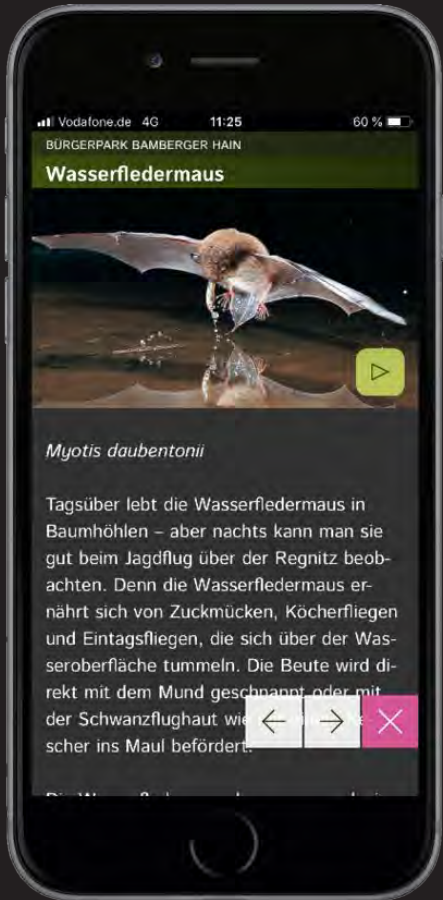 Vodafone.de 4G 11:25 60 %
BÜRGERPARK BAMBERGER HAIN
Wasserfledermaus
Myotis daubentonii
Tagsüber lebt die Wasserfledermaus in
Baumhöhlen – aber nachts kann man sie
gut beim Jagdflug über der Regnitz beob-
achten. Denn die Wasserfledermaus er-
nährt sich von Zuckmücken, Köcherfliegen
und Eintagsfliegen, die sich über der Was-
seroberfläche tummeln. Die Beute wird di-
rekt mit dem Mund geschnappt oder mit
der Schwanzflughaut wie
scher ins Maul befördert.